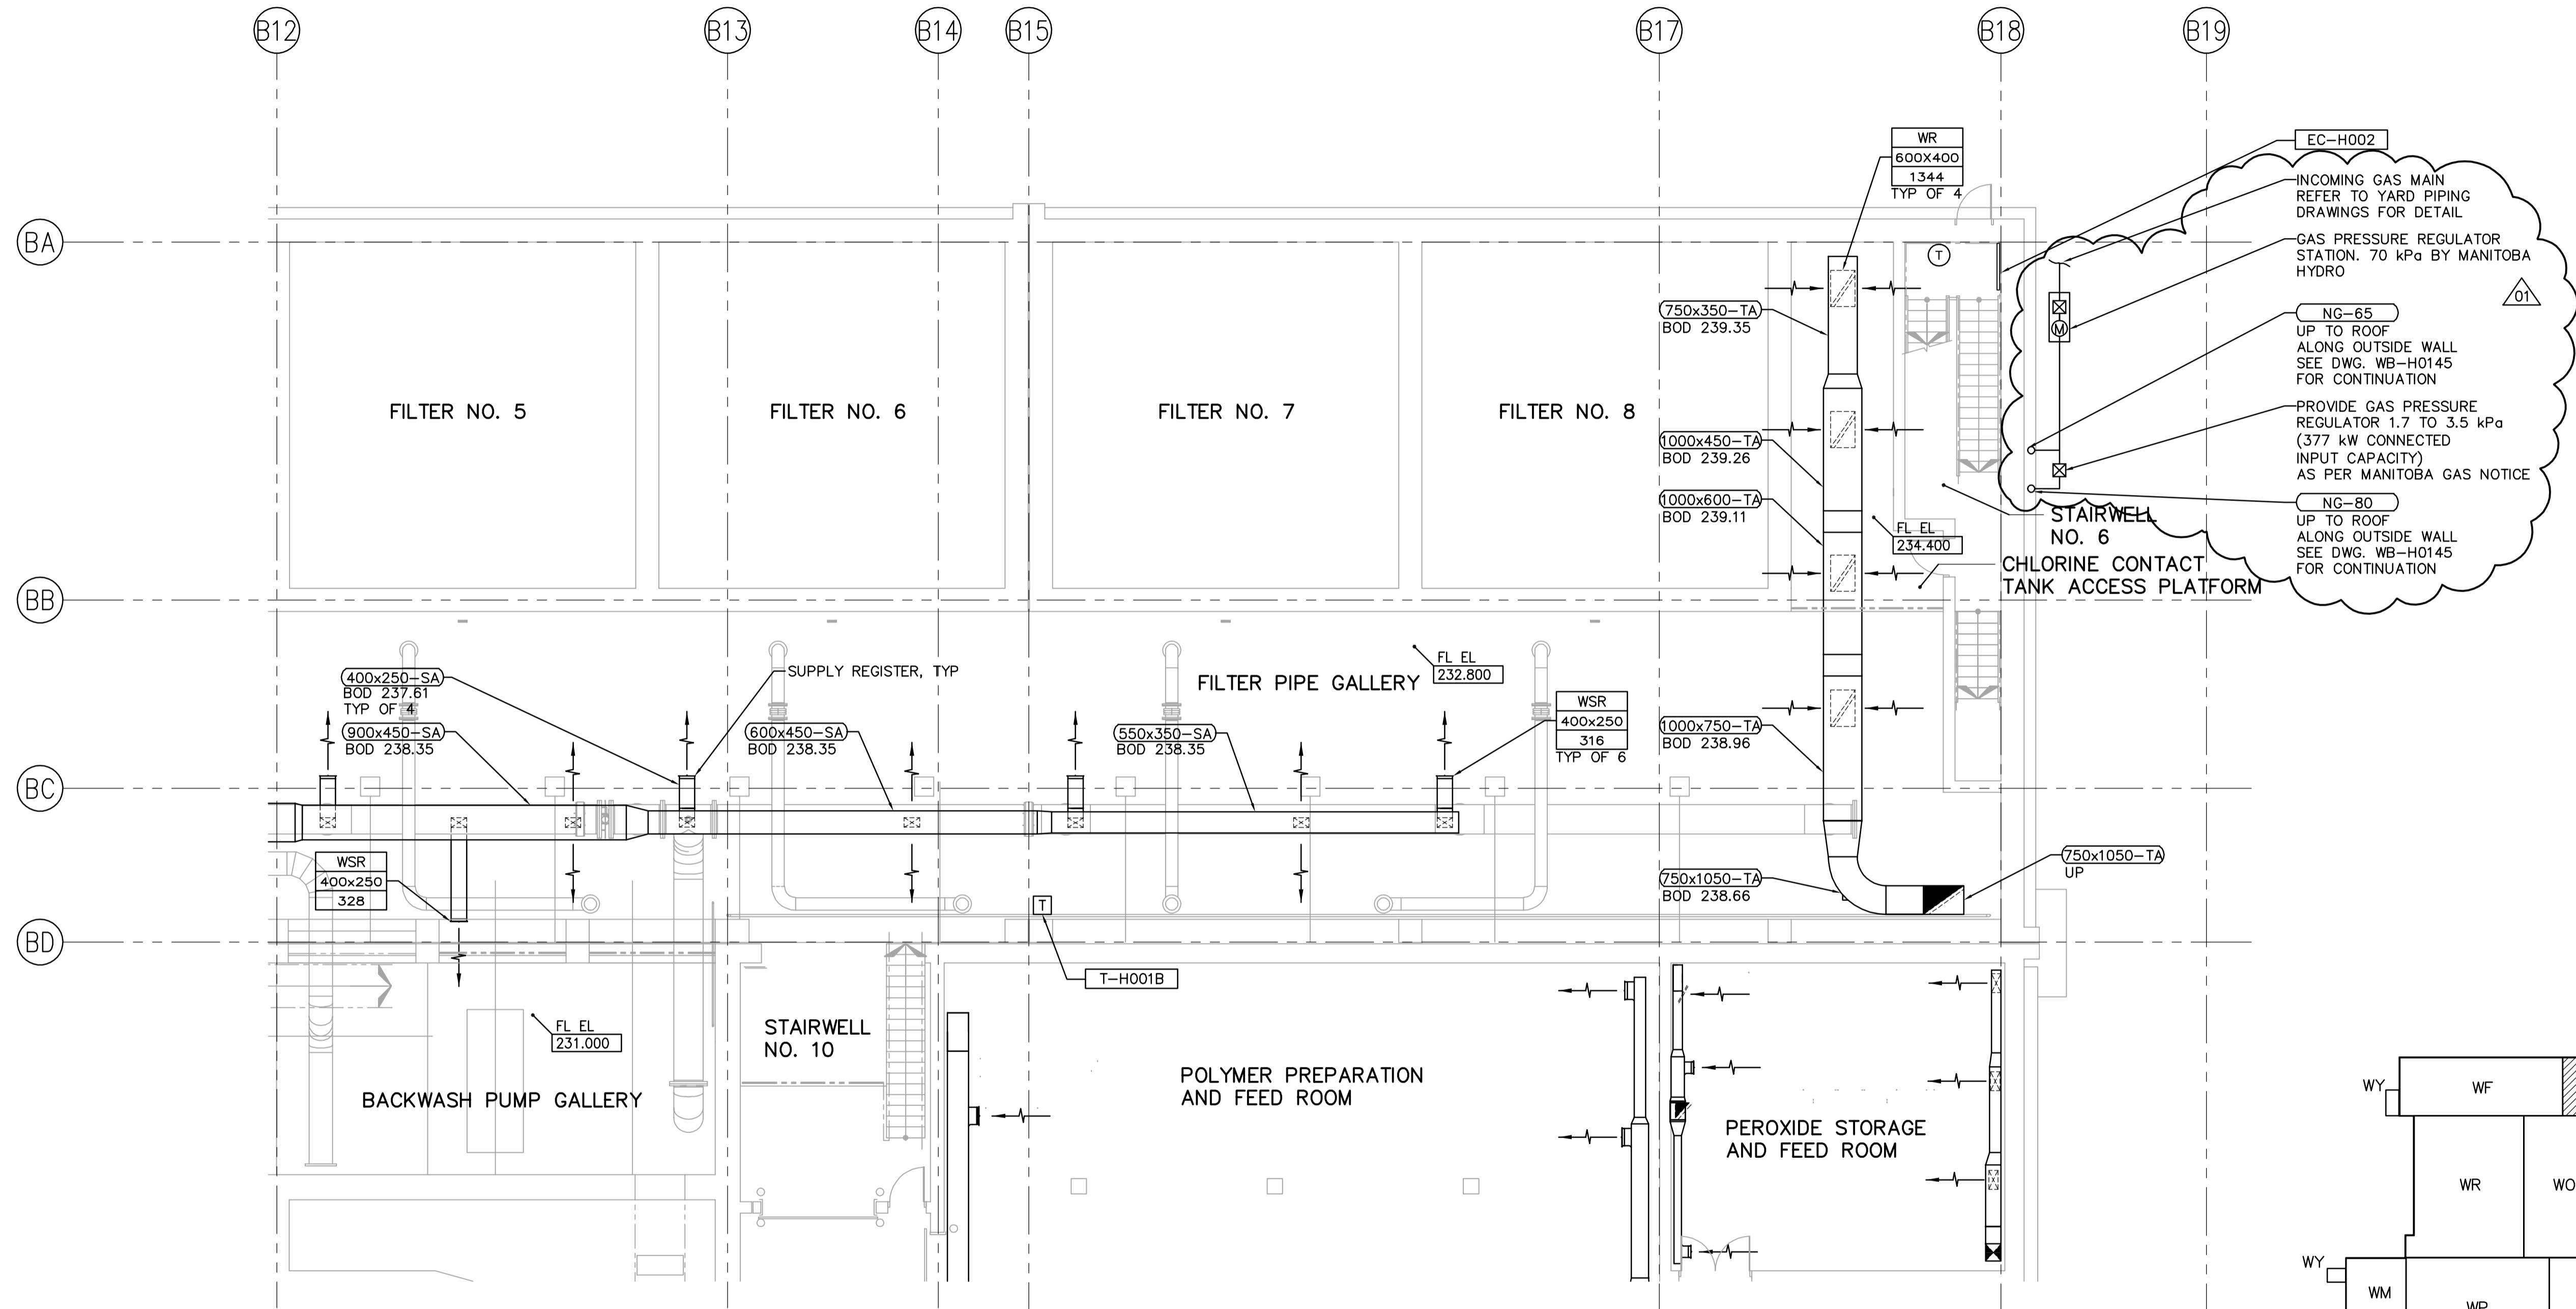 B12
B13
B14
B15
B17
B18
B19
BA
BB
BC
BD
WR
600X400
1344
TYP OF 4
EC-H002
INCOMING GAS MAIN
REFER TO YARD PIPING
DRAWINGS FOR DETAIL
GAS PRESSURE REGULATOR
STATION. 70 kPa BY MANITOBA
HYDRO
01
NG-65
UP TO ROOF
ALONG OUTSIDE WALL
SEE DWG. WB-H0145
FOR CONTINUATION
PROVIDE GAS PRESSURE
REGULATOR 1.7 TO 3.5 kPa
(377 kW CONNECTED
INPUT CAPACITY)
AS PER MANITOBA GAS NOTICE
NG-80
UP TO ROOF
ALONG OUTSIDE WALL
SEE DWG. WB-H0145
FOR CONTINUATION
M
T
750x350-TA
BOD 239.35
FILTER NO. 5
FILTER NO. 6
FILTER NO. 7
FILTER NO. 8
1000x450-TA
BOD 239.26
1000x600-TA
BOD 239.11
FL EL
234.400
STAIRWELL
NO. 6
CHLORINE CONTACT
TANK ACCESS PLATFORM
400x250-SA
BOD 237.61
TYP OF 4
SUPPLY REGISTER, TYP
FILTER PIPE GALLERY
FL EL
232.800
900x450-SA
BOD 238.35
600x450-SA
BOD 238.35
550x350-SA
BOD 238.35
WSR
400x250
316
TYP OF 6
1000x750-TA
BOD 238.96
WSR
400x250
328
750x1050-TA
BOD 238.66
750x1050-TA
UP
T
T-H001B
FL EL
231.000
BACKWASH PUMP GALLERY
STAIRWELL
NO. 10
POLYMER PREPARATION
AND FEED ROOM
PEROXIDE STORAGE
AND FEED ROOM
WY
WF
WR
WO
WY
WM
WP